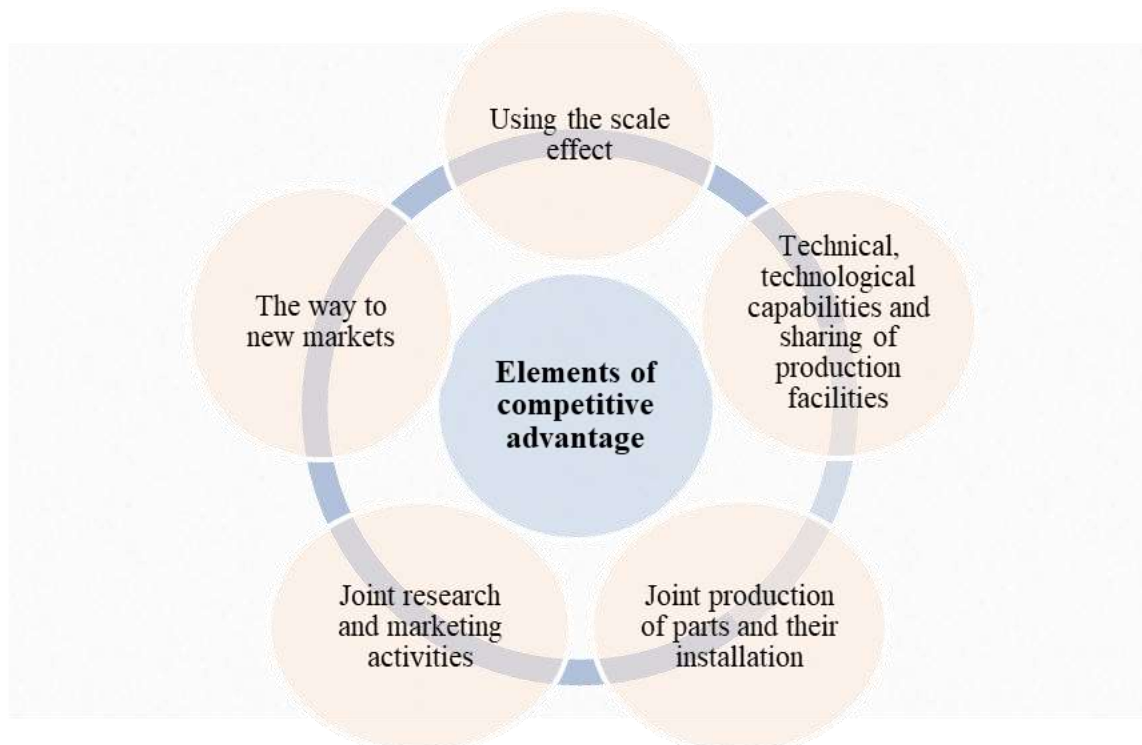 Using the scale
effect
Technical,
technological
capabilities and
sharing of
production
facilities
Joint production
of parts and their
installation
Joint research
and marketing
activities
The way to
new markets
Elements of
competitive
advantage